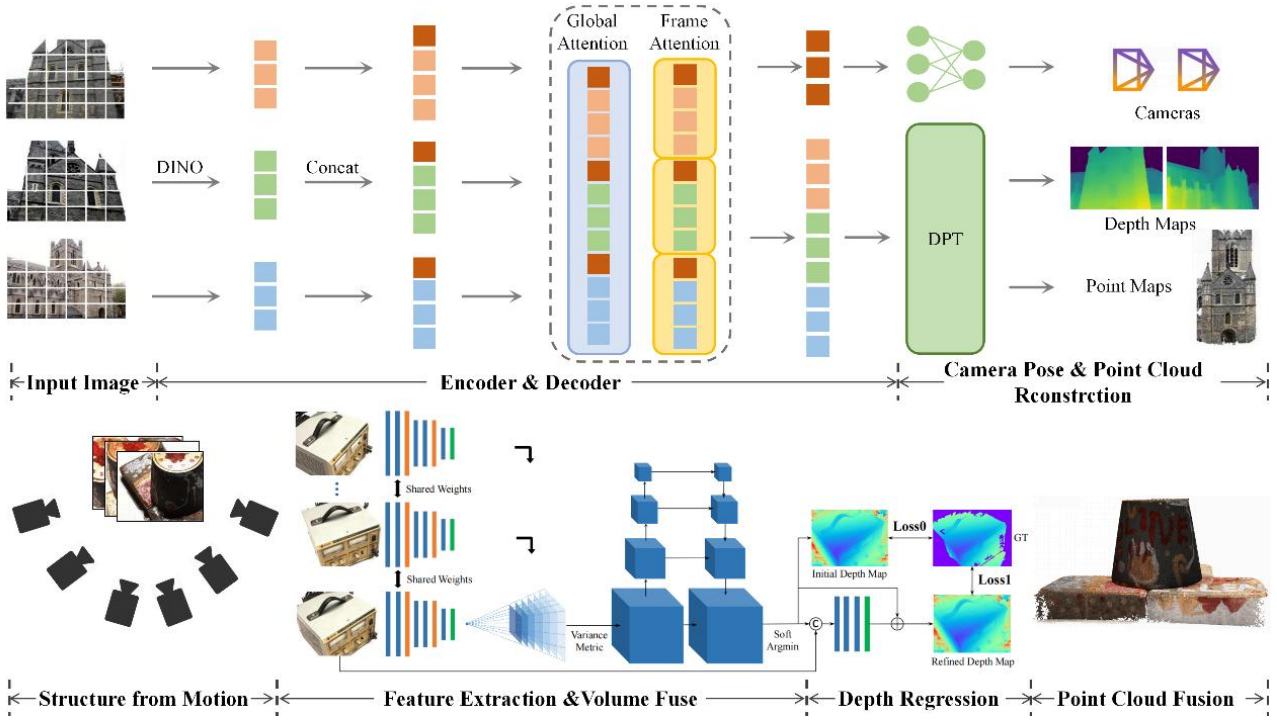 Global
Attention
Frame
Attention
DINO
Concat
DPT
Cameras
Depth Maps
Point Maps
Input Image
Encoder & Decoder
Camera Pose & Point Cloud
Rconstrction
Shared Weights
Shared Weights
Variance
Metric
Soft
Argmin
Initial Depth Map
Loss0
GT
Loss1
C
Refined Depth Map
Structure from Motion
Feature Extraction &Volume Fuse
Depth Regression
Point Cloud Fusion